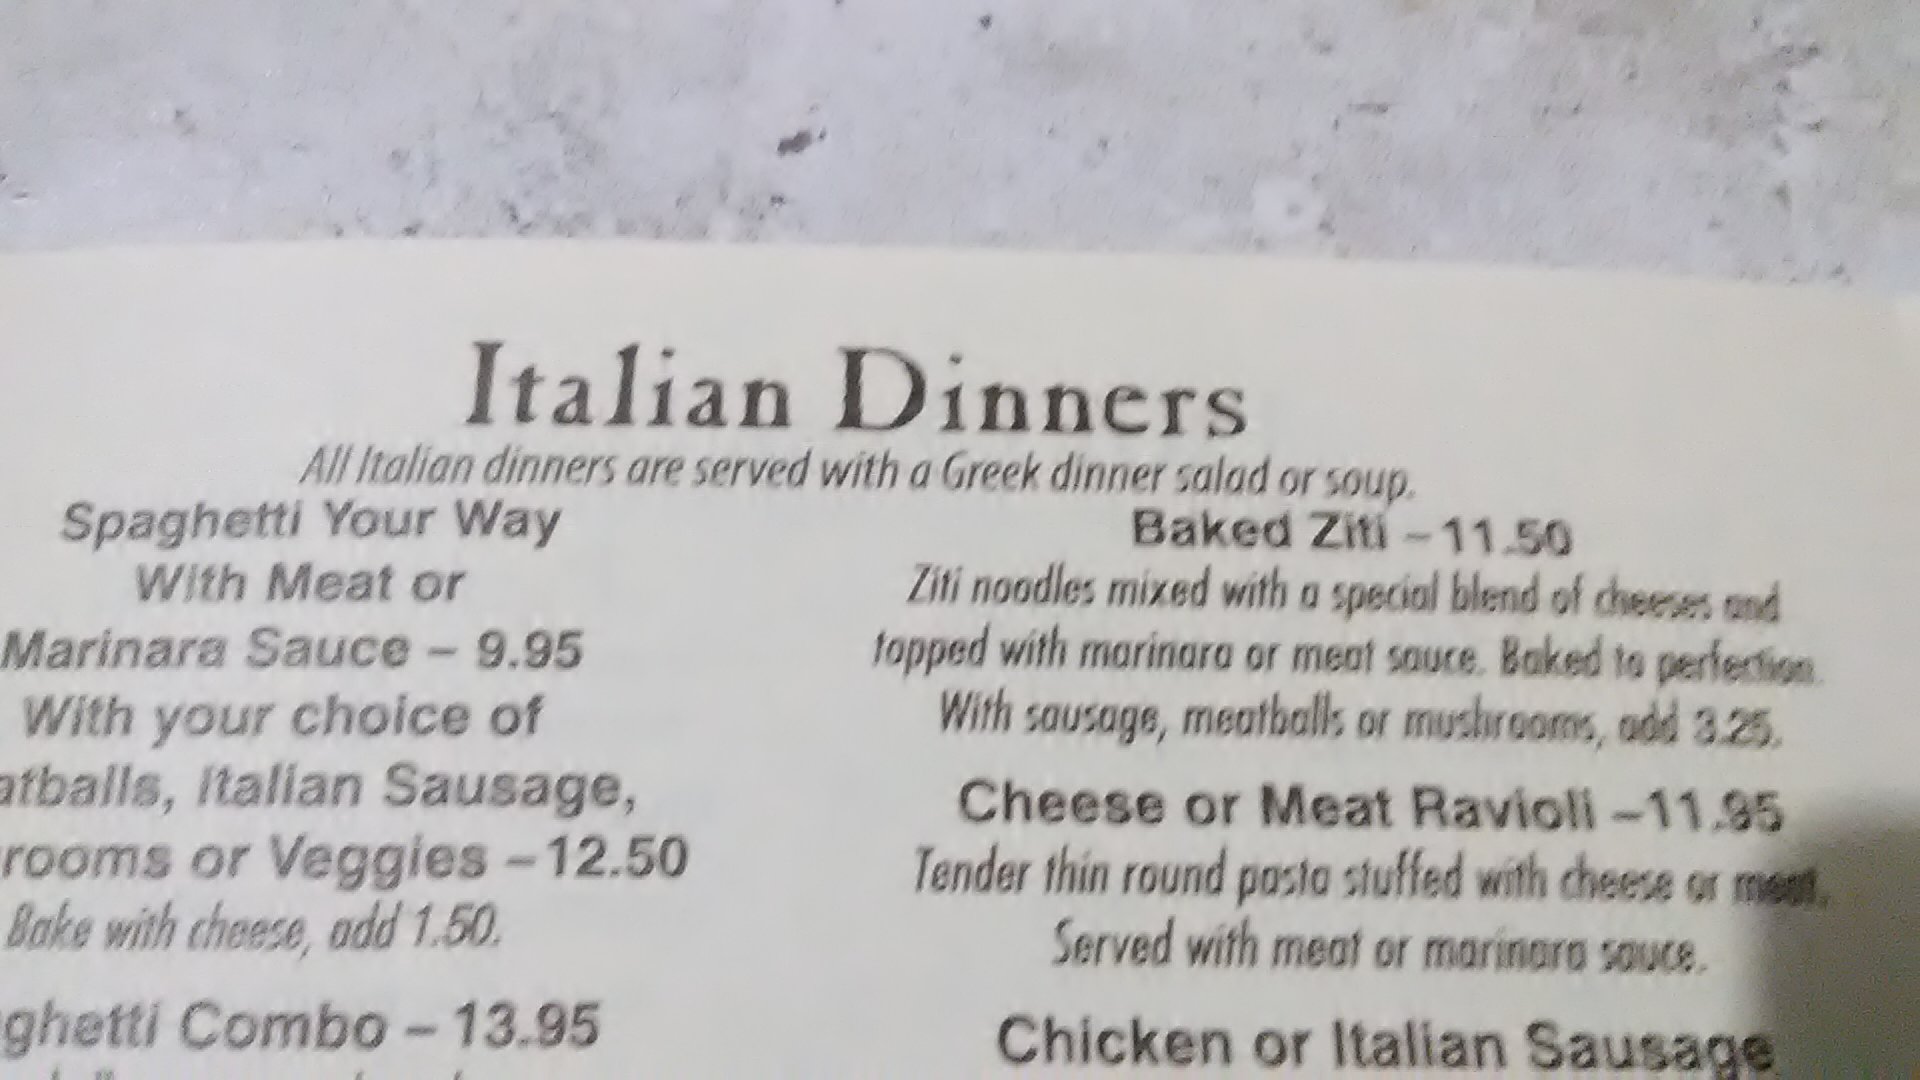 Italian Dinners
All Italian dinners are served with a Greek dinner salad or soup.
Spaghetti Your Way
With Meat or
Marinara Sauce – 9.95
With your choice of
atballs, Italian Sausage,
rooms or Veggies – 12.50
Bake with cheese, add 1.50.
ghetti Combo – 13.95
Baked Ziti – 11.50
Ziti noodles mixed with a special blend of cheeses and
topped with marinara or meat sauce. Baked to perfection.
With sausage, meatballs or mushrooms, add 3.25.
Cheese or Meat Ravioli – 11.95
Tender thin round pasta stuffed with cheese or meat.
Served with meat or marinara sauce.
Chicken or Italian Sausage